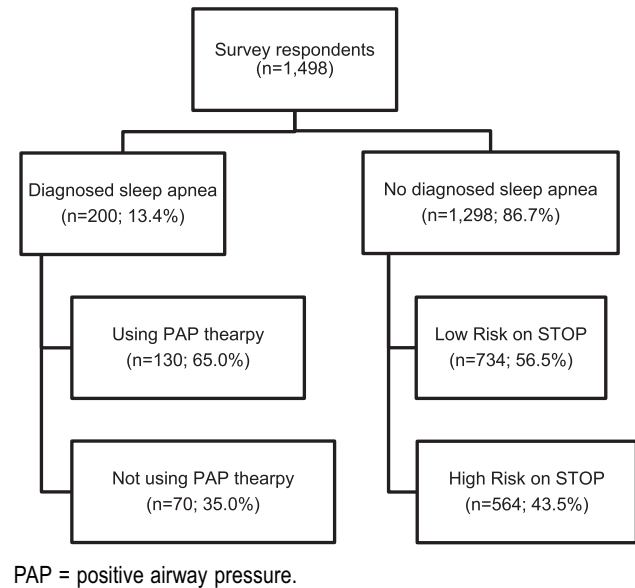 Survey respondents
(n=1,498)
Diagnosed sleep apnea
(n=200; 13.4%)
No diagnosed sleep apnea
(n=1,298; 86.7%)
Using PAP thearpy
(n=130; 65.0%)
Low Risk on STOP
(n=734; 56.5%)
Not using PAP thearpy
(n=70; 35.0%)
High Risk on STOP
(n=564; 43.5%)
PAP = positive airway pressure.